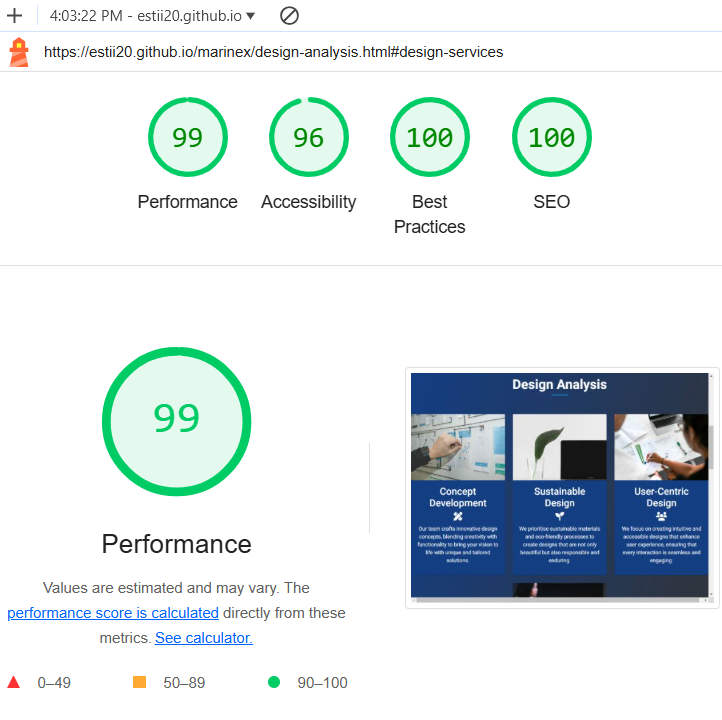 4:03:22 PM - estii20.github.io
https://estii20.github.io/marinex/design-analysis.html#design-services
99
96
100
100
Performance
Accessibility
Best
Practices
SEO
99
Performance
Values are estimated and may vary. The
performance score is calculated directly from these
metrics. See calculator.
0–49
50–89
90–100
Design Analysis
Concept
Development
Our team crafts innovative design
concepts, blending creativity with
functionality to bring your vision to
life with unique and tailored
solutions.
Sustainable
Design
We prioritise sustainable materials
and eco-friendly processes to
create designs that are not only
beautiful but also responsible and
enduring.
User-Centric
Design
We focus on creating intuitive and
accessible designs that enhance
user experience, ensuring that
every interaction is seamless and
engaging.